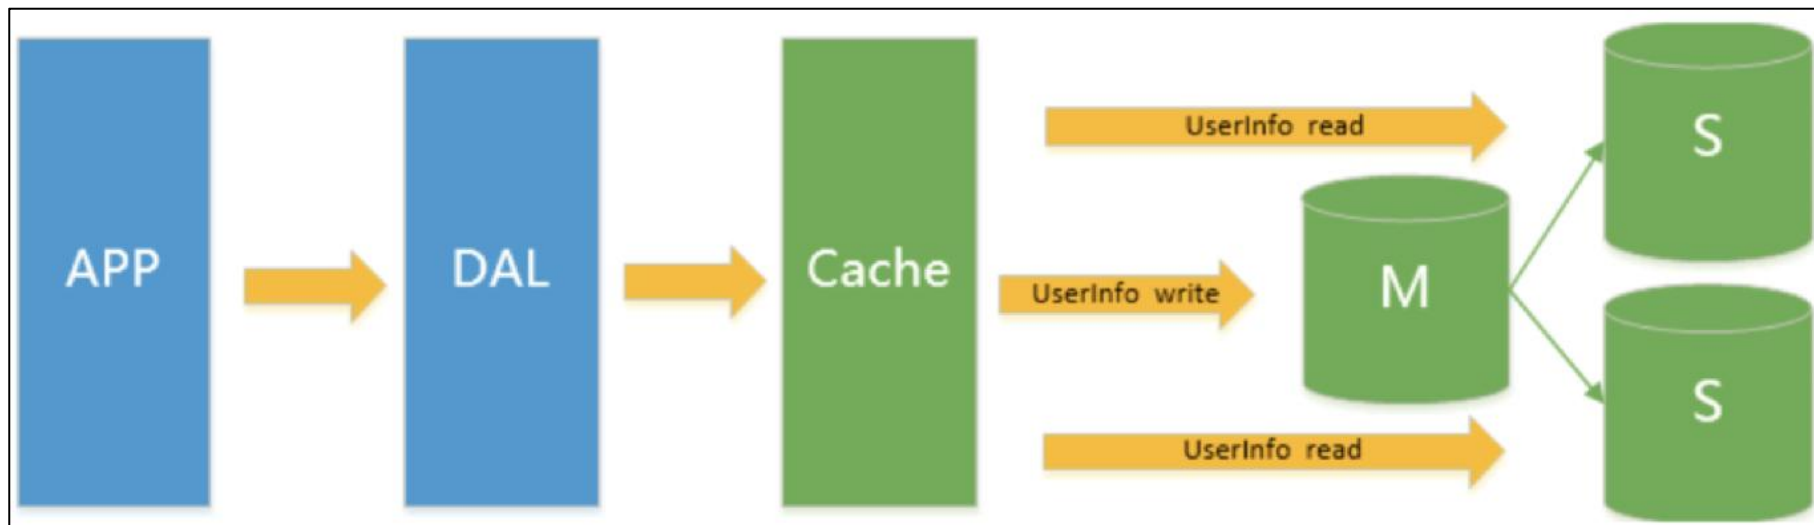 APP
DAL
Cache
UserInfo read
UserInfo write
UserInfo read
M
S
S